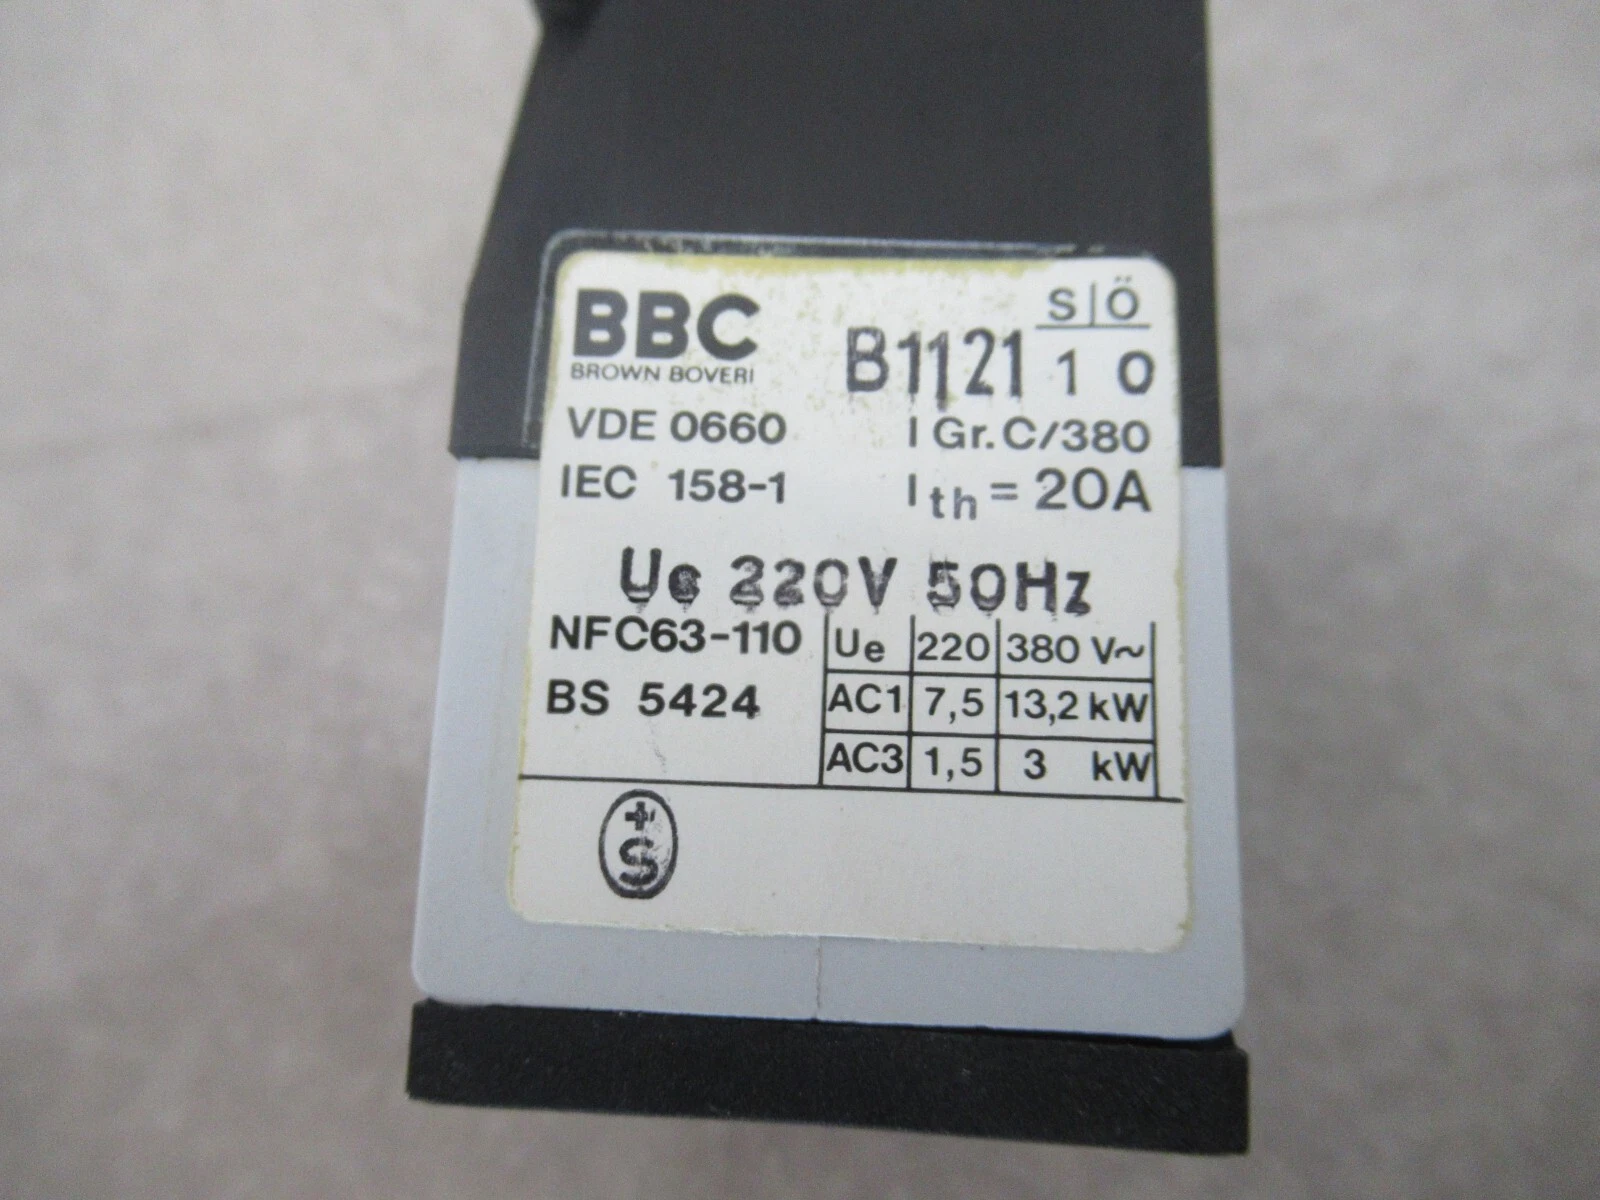 BBC
BROWN BOVERI
S|Ö
B1121 1 0
VDE 0660 I Gr. C/380
IEC 158-1 Ith = 20A
Uc 220V 50Hz
NFC63-110
BS 5424
Ue 220 380 V~
AC1 7,5 13,2 kW
AC3 1,5 3 kW
+
S